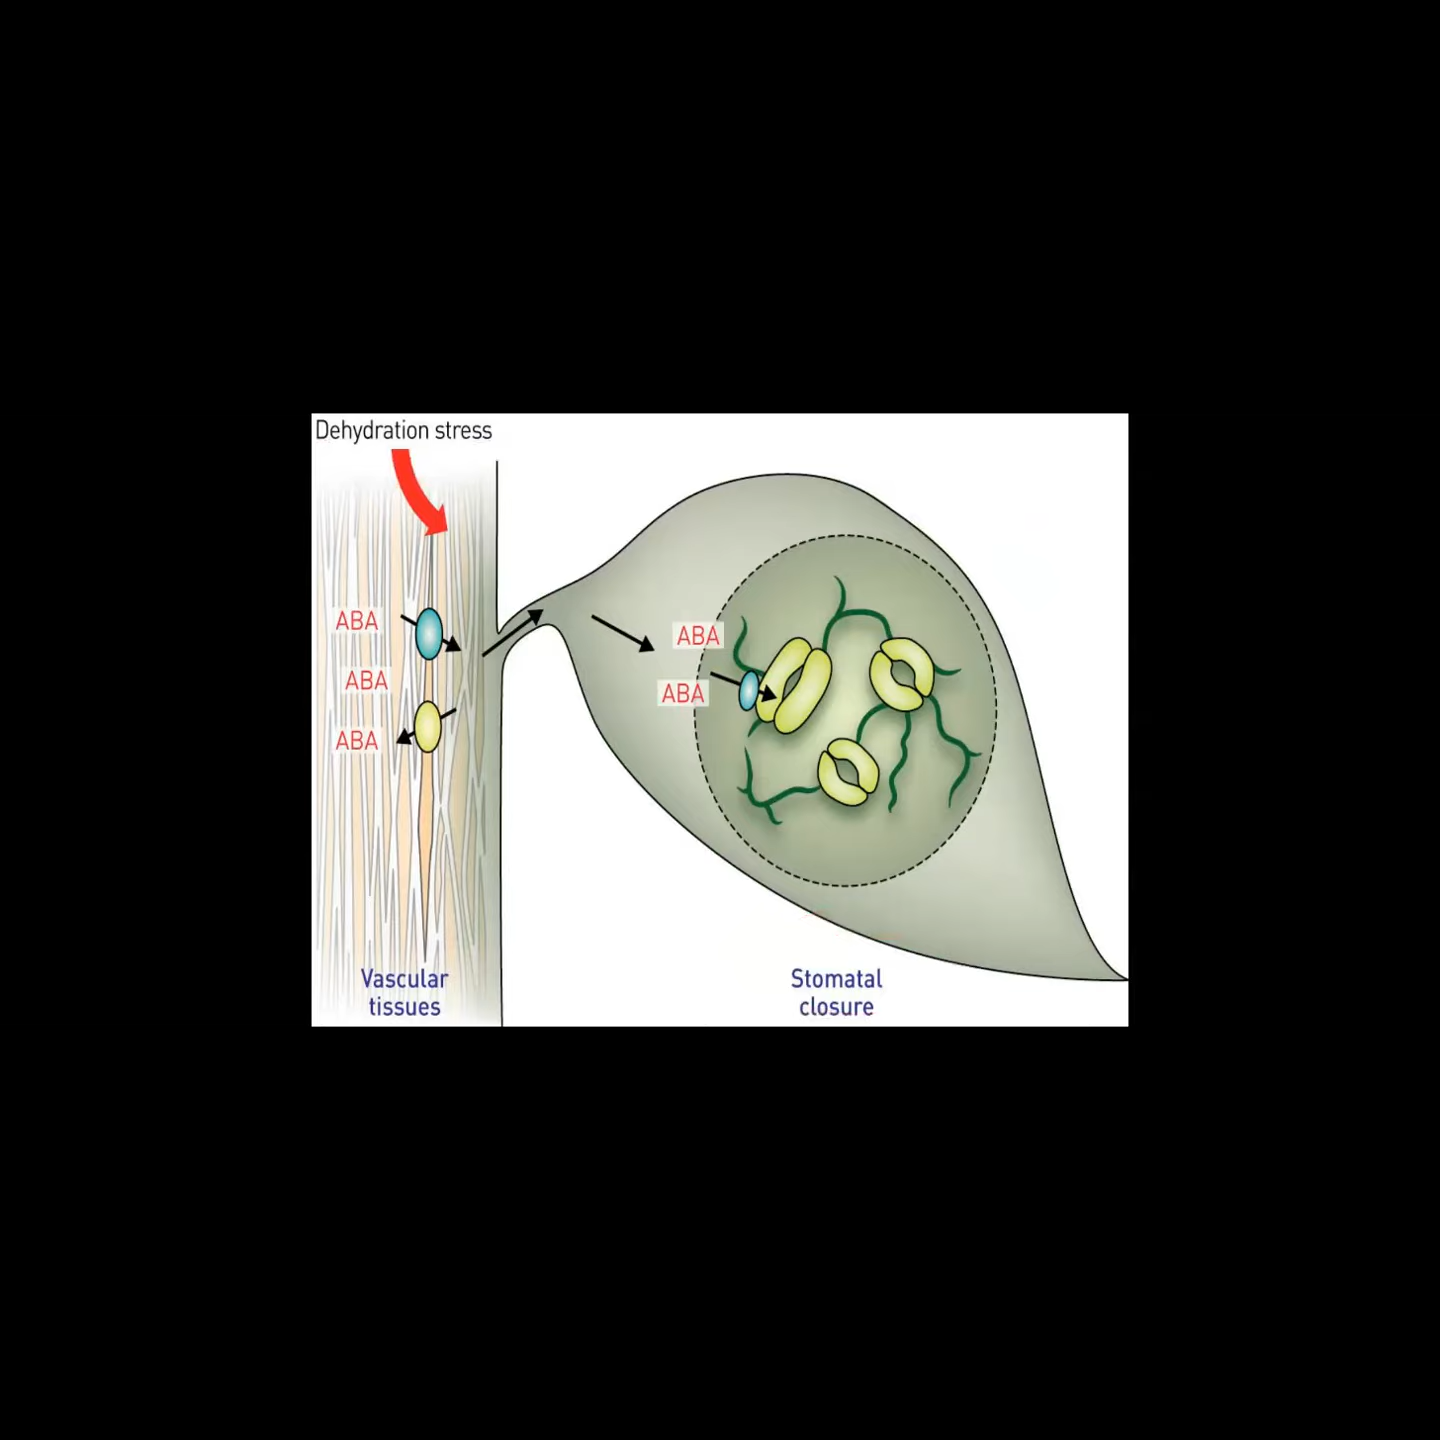 Dehydration stress
ABA
ABA
ABA
ABA
ABA
Vascular
tissues
Stomatal
closure